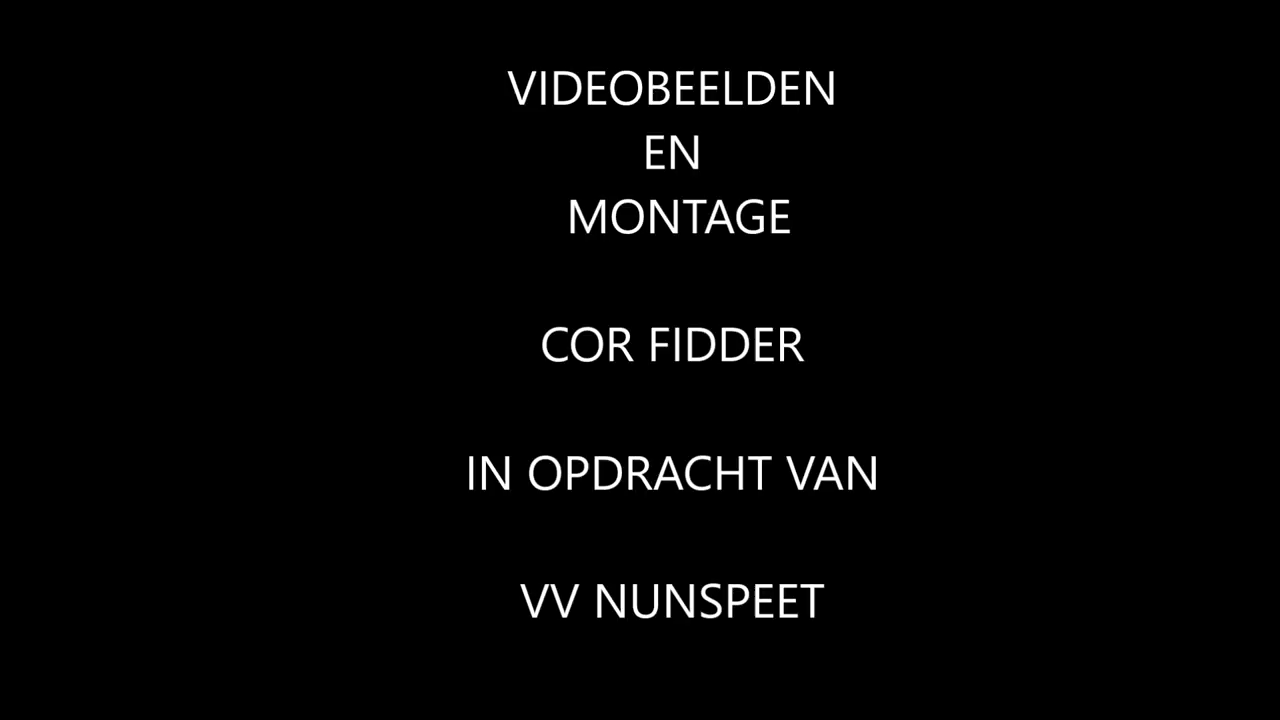 VIDEOBEELDEN
EN
MONTAGE
COR FIDDER
IN OPDRACHT VAN
VV NUNSPEET